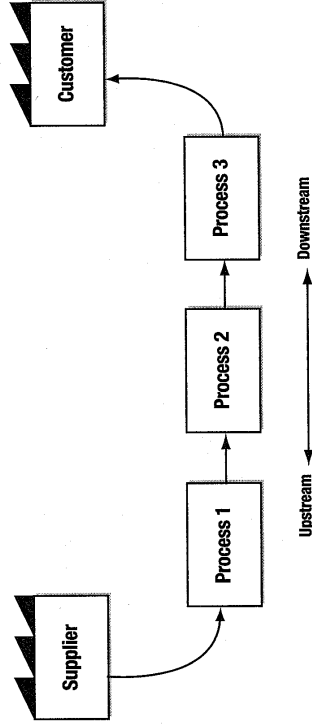 Supplier
Customer
Process 1
Process 2
Process 3
Upstream
Downstream